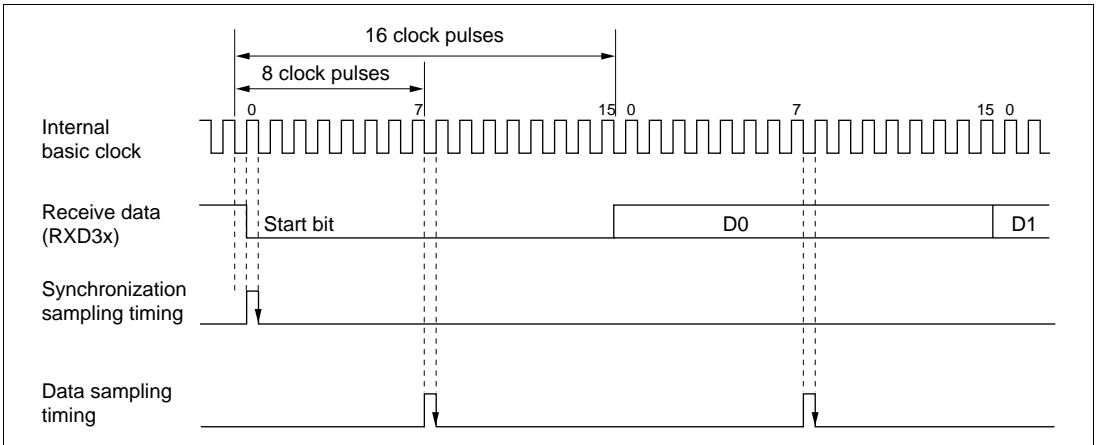 16 clock pulses
8 clock pulses
0 7 15 0 7 15 0
Internal
basic clock
Receive data
(RXD3x)
Start bit D0 D1
Synchronization
sampling timing
Data sampling
timing